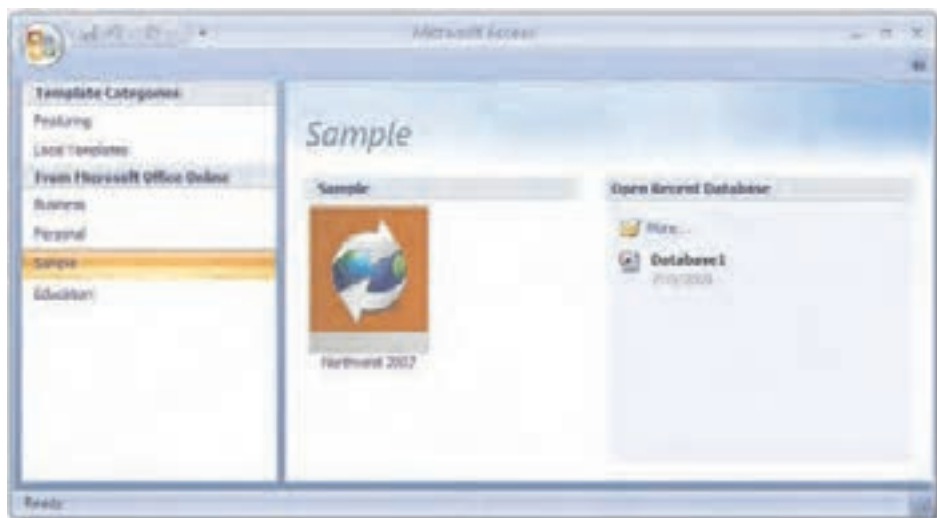 Microsoft Access
Template Categories
Featuring
Local Templates
From Microsoft Office Online
Business
Personal
Sample
Education
Sample
Sample
Northwind 2007
Open Recent Database
More...
Database1
Ready